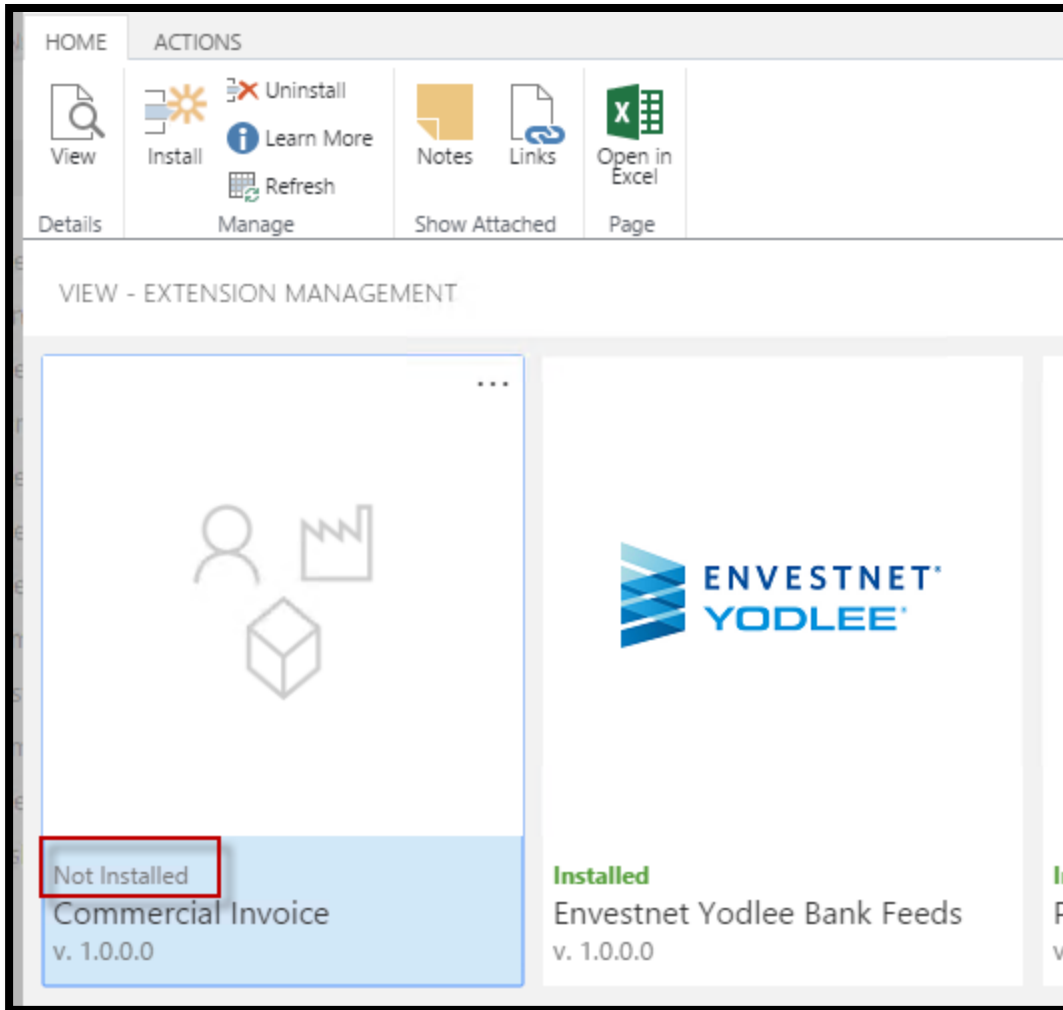 HOME ACTIONS
Uninstall
Learn More
View Install Notes Links Open in
Excel
Refresh
Details Manage Show Attached Page
VIEW - EXTENSION MANAGEMENT
...
ENVESTNET
YODLEE
Not Installed
Commercial Invoice
v. 1.0.0.0
Installed
Envestnet Yodlee Bank Feeds
v. 1.0.0.0